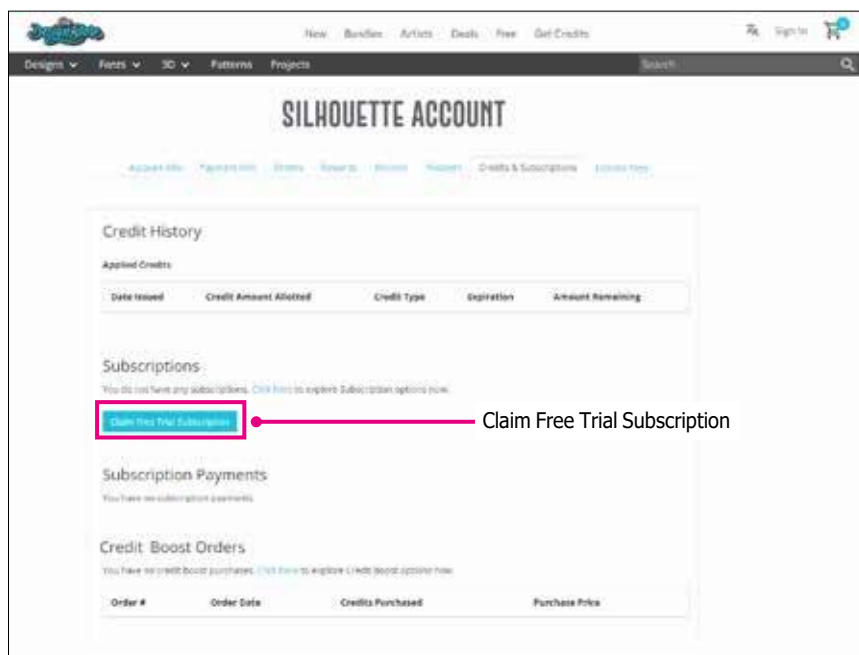 New Bundles Artists Deals Free Get Credits Sign In 0
Designs Fonts 3D Patterns Projects Search
SILHOUETTE ACCOUNT
Account Info Payment Info Orders Rewards Credits & Subscriptions
Credit History
Applied Credits
Date Issued Credit Amount Allotted Credit Type Expiration Amount Remaining
Subscriptions
You do not have any subscriptions. Click here to explore Subscription options now.
Claim Free Trial Subscription
Claim Free Trial Subscription
Subscription Payments
You have no subscription payments.
Credit Boost Orders
You have no credit boost purchases. Click here to explore Credit Boost options now.
Order # Order Date Credits Purchased Purchase Price